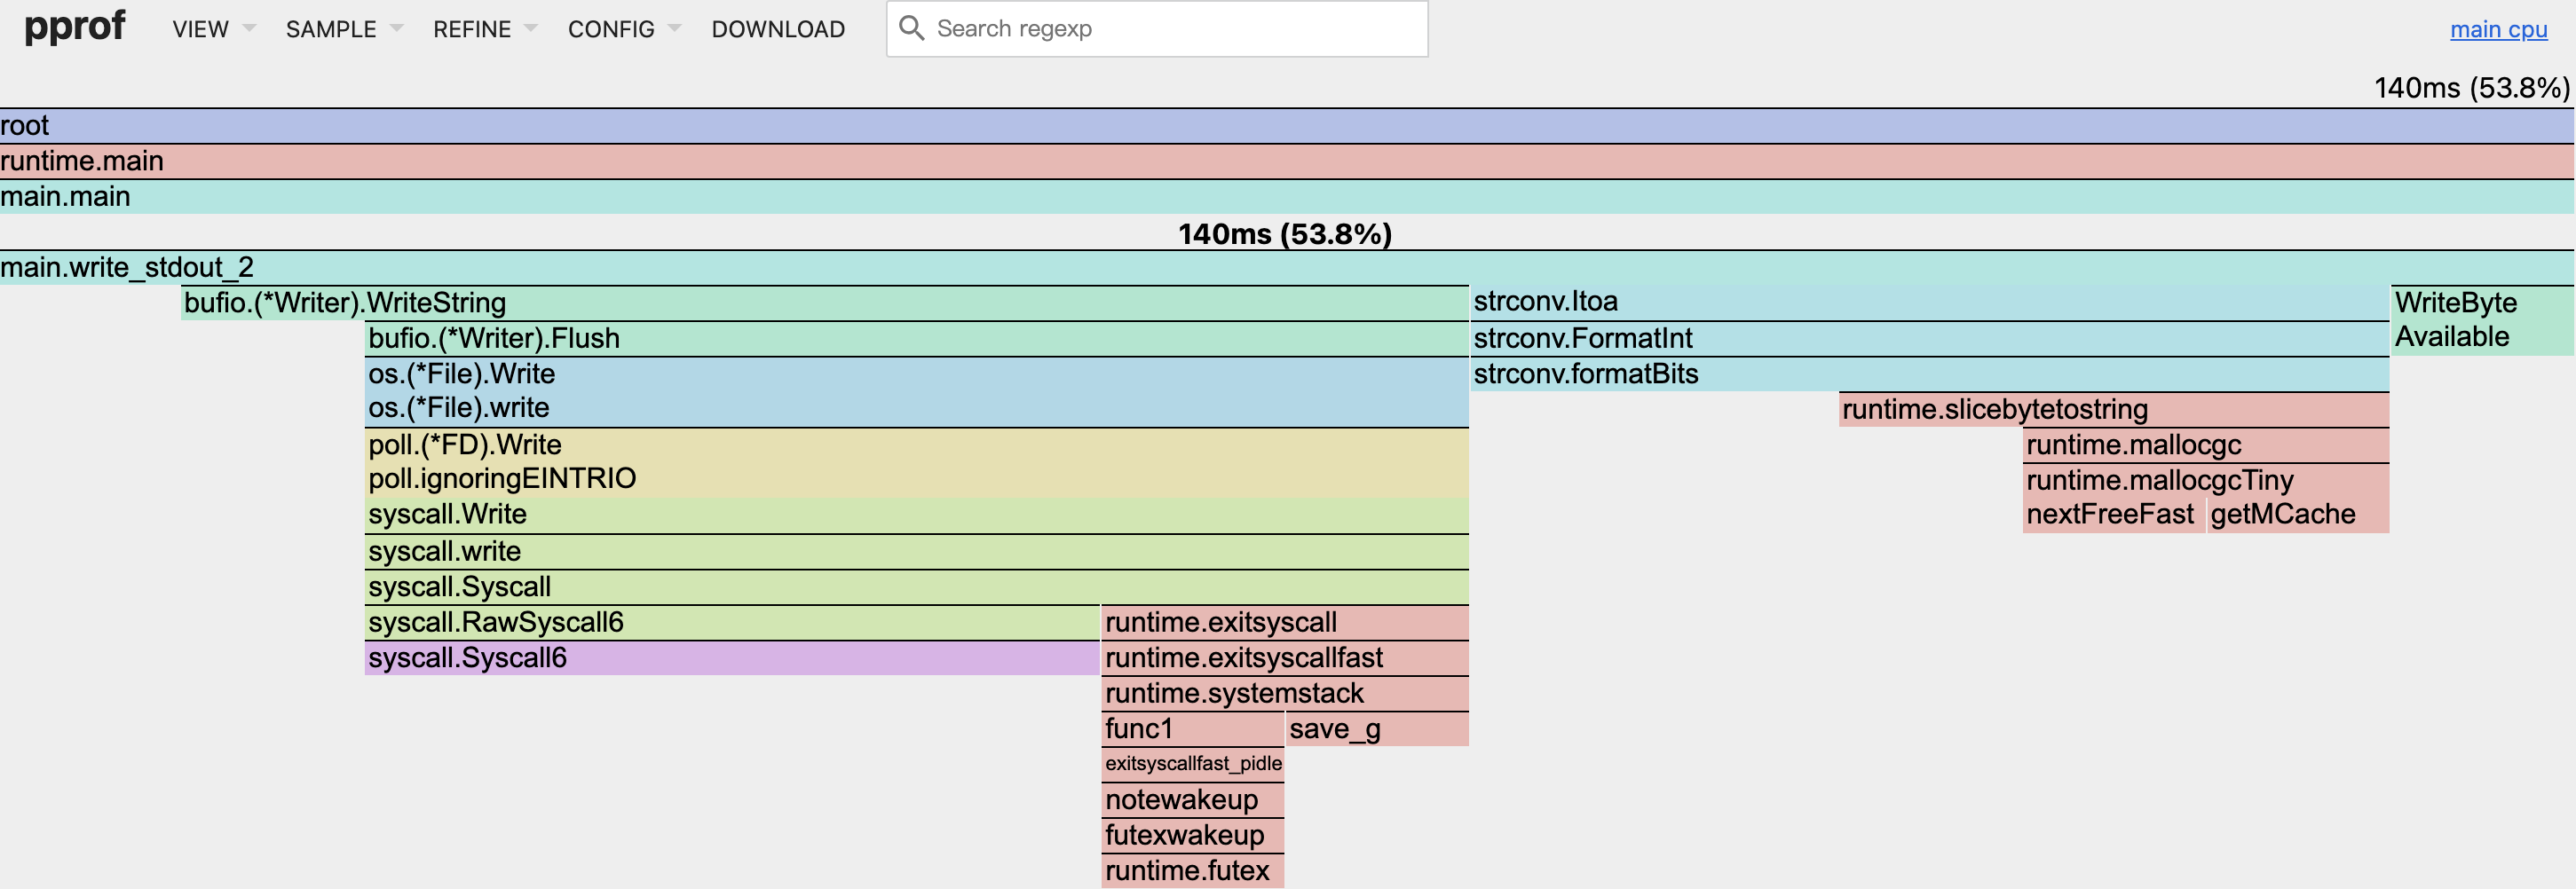 pprof VIEW SAMPLE REFINE CONFIG DOWNLOAD Search regexp main cpu
140ms (53.8%)
root
runtime.main
main.main
140ms (53.8%)
main.write_stdout_2
bufio.(*Writer).WriteString strconv.Itoa WriteByte
bufio.(*Writer).Flush strconv.FormatInt Available
os.(*File).Write strconv.formatBits
os.(*File).write runtime.slicebytetostring
poll.(*FD).Write runtime.mallocgc
poll.ignoringEINTRIO runtime.mallocgcTiny
syscall.Write nextFreeFast getMCache
syscall.write
syscall.Syscall
syscall.RawSyscall6 runtime.exitsyscall
syscall.Syscall6 runtime.exitsyscallfast
runtime.systemstack
func1 save_g
exitsyscallfast_pidle
notewakeup
futexwakeup
runtime.futex